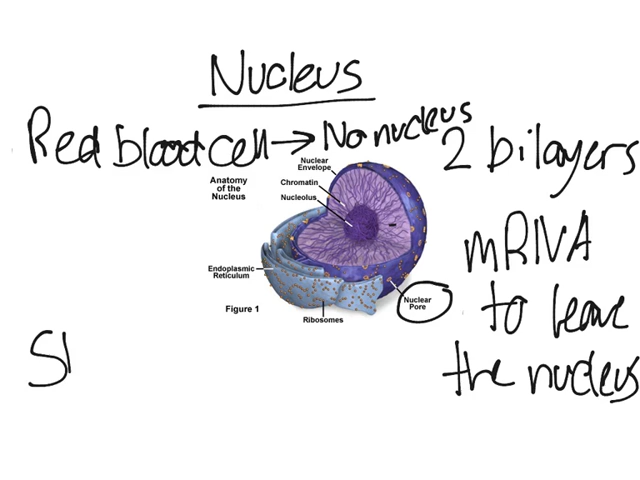 Nucleus
Red blood cell → No nucleus
2 bilayers
Nuclear
Envelope
Anatomy
of the
Nucleus
Chromatin
Nucleolus
mRNA
to leave
the nucleus
Endoplasmic
Reticulum
Nuclear
Pore
Figure 1
Ribosomes